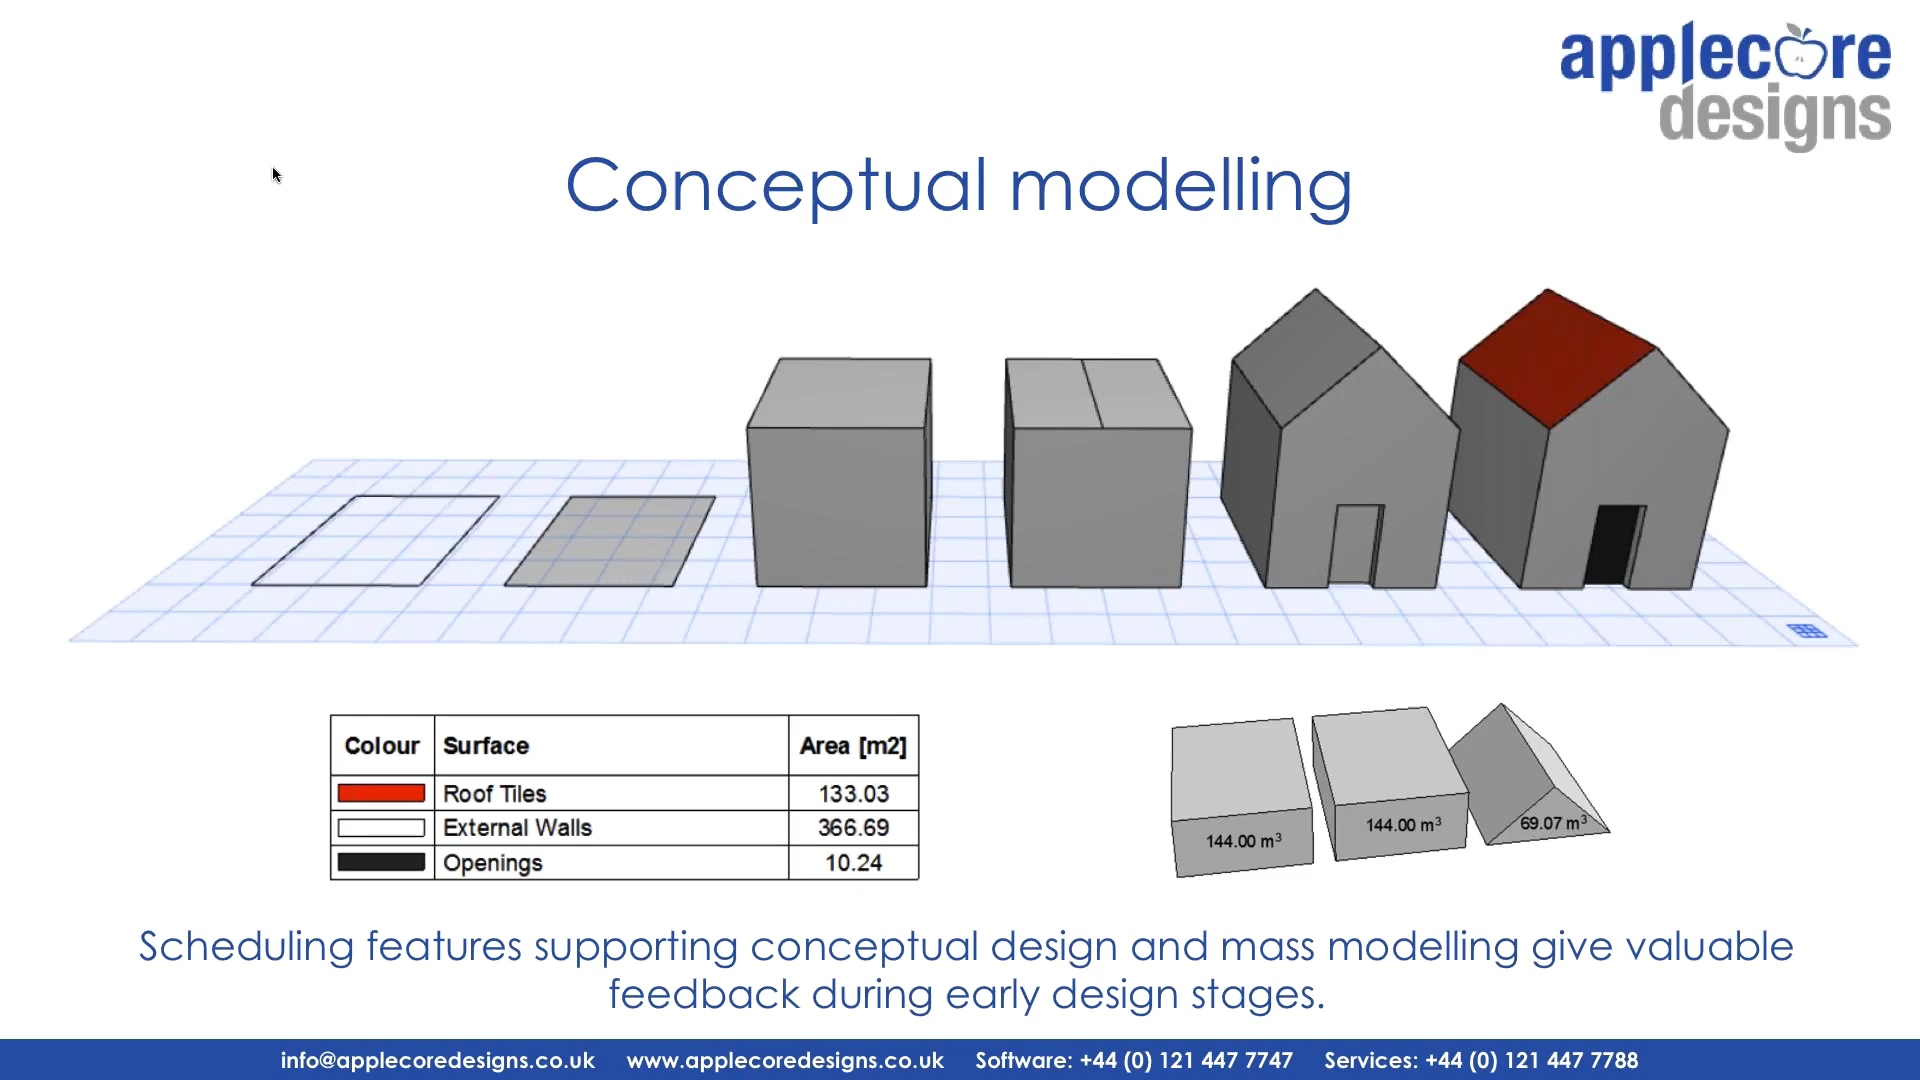 applecore
designs
Conceptual modelling
Colour Surface Area [m2]
Roof Tiles 133.03
External Walls 366.69
Openings 10.24
144.00 m³
144.00 m³
69.07 m³
Scheduling features supporting conceptual design and mass modelling give valuable
feedback during early design stages.
info@applecoredesigns.co.uk www.applecoredesigns.co.uk Software: +44 (0) 121 447 7747 Services: +44 (0) 121 447 7788